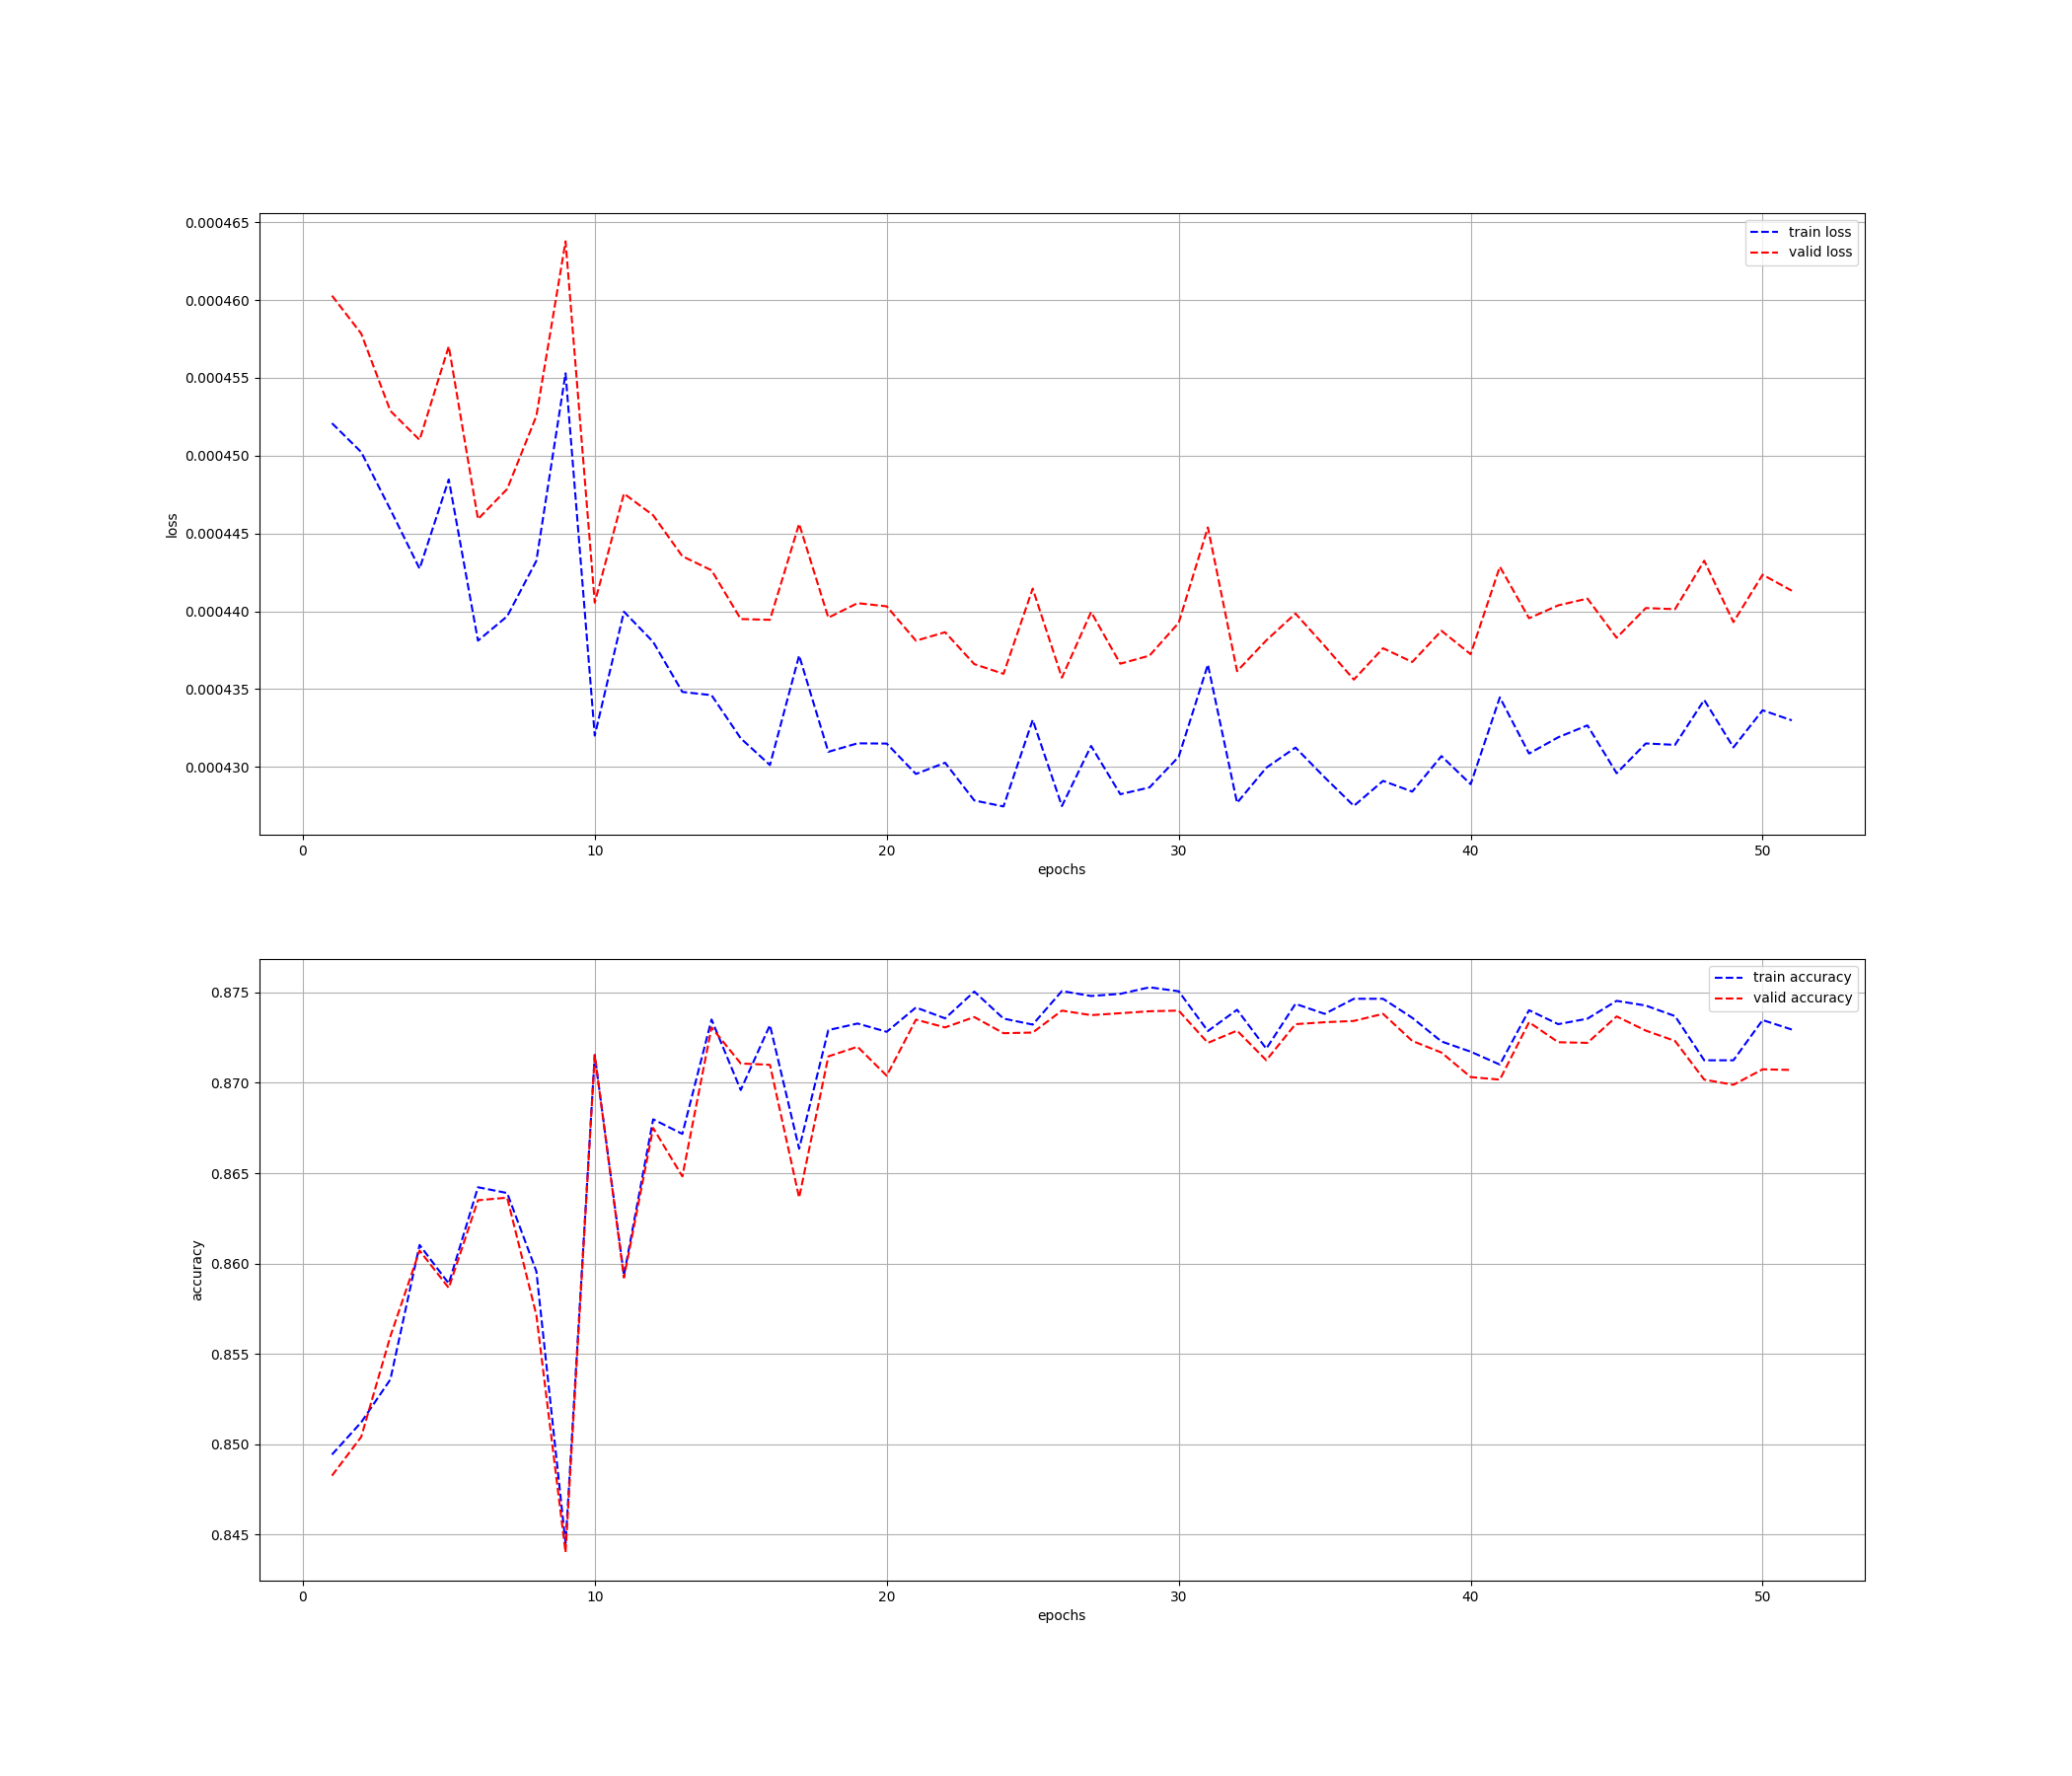 0.000465
0.000460
0.000455
0.000450
0.000445
0.000440
0.000435
0.000430
loss
train loss
valid loss
0 10 20 30 40 50
epochs
0.875
0.870
0.865
0.860
0.855
0.850
0.845
accuracy
train accuracy
valid accuracy
0 10 20 30 40 50
epochs